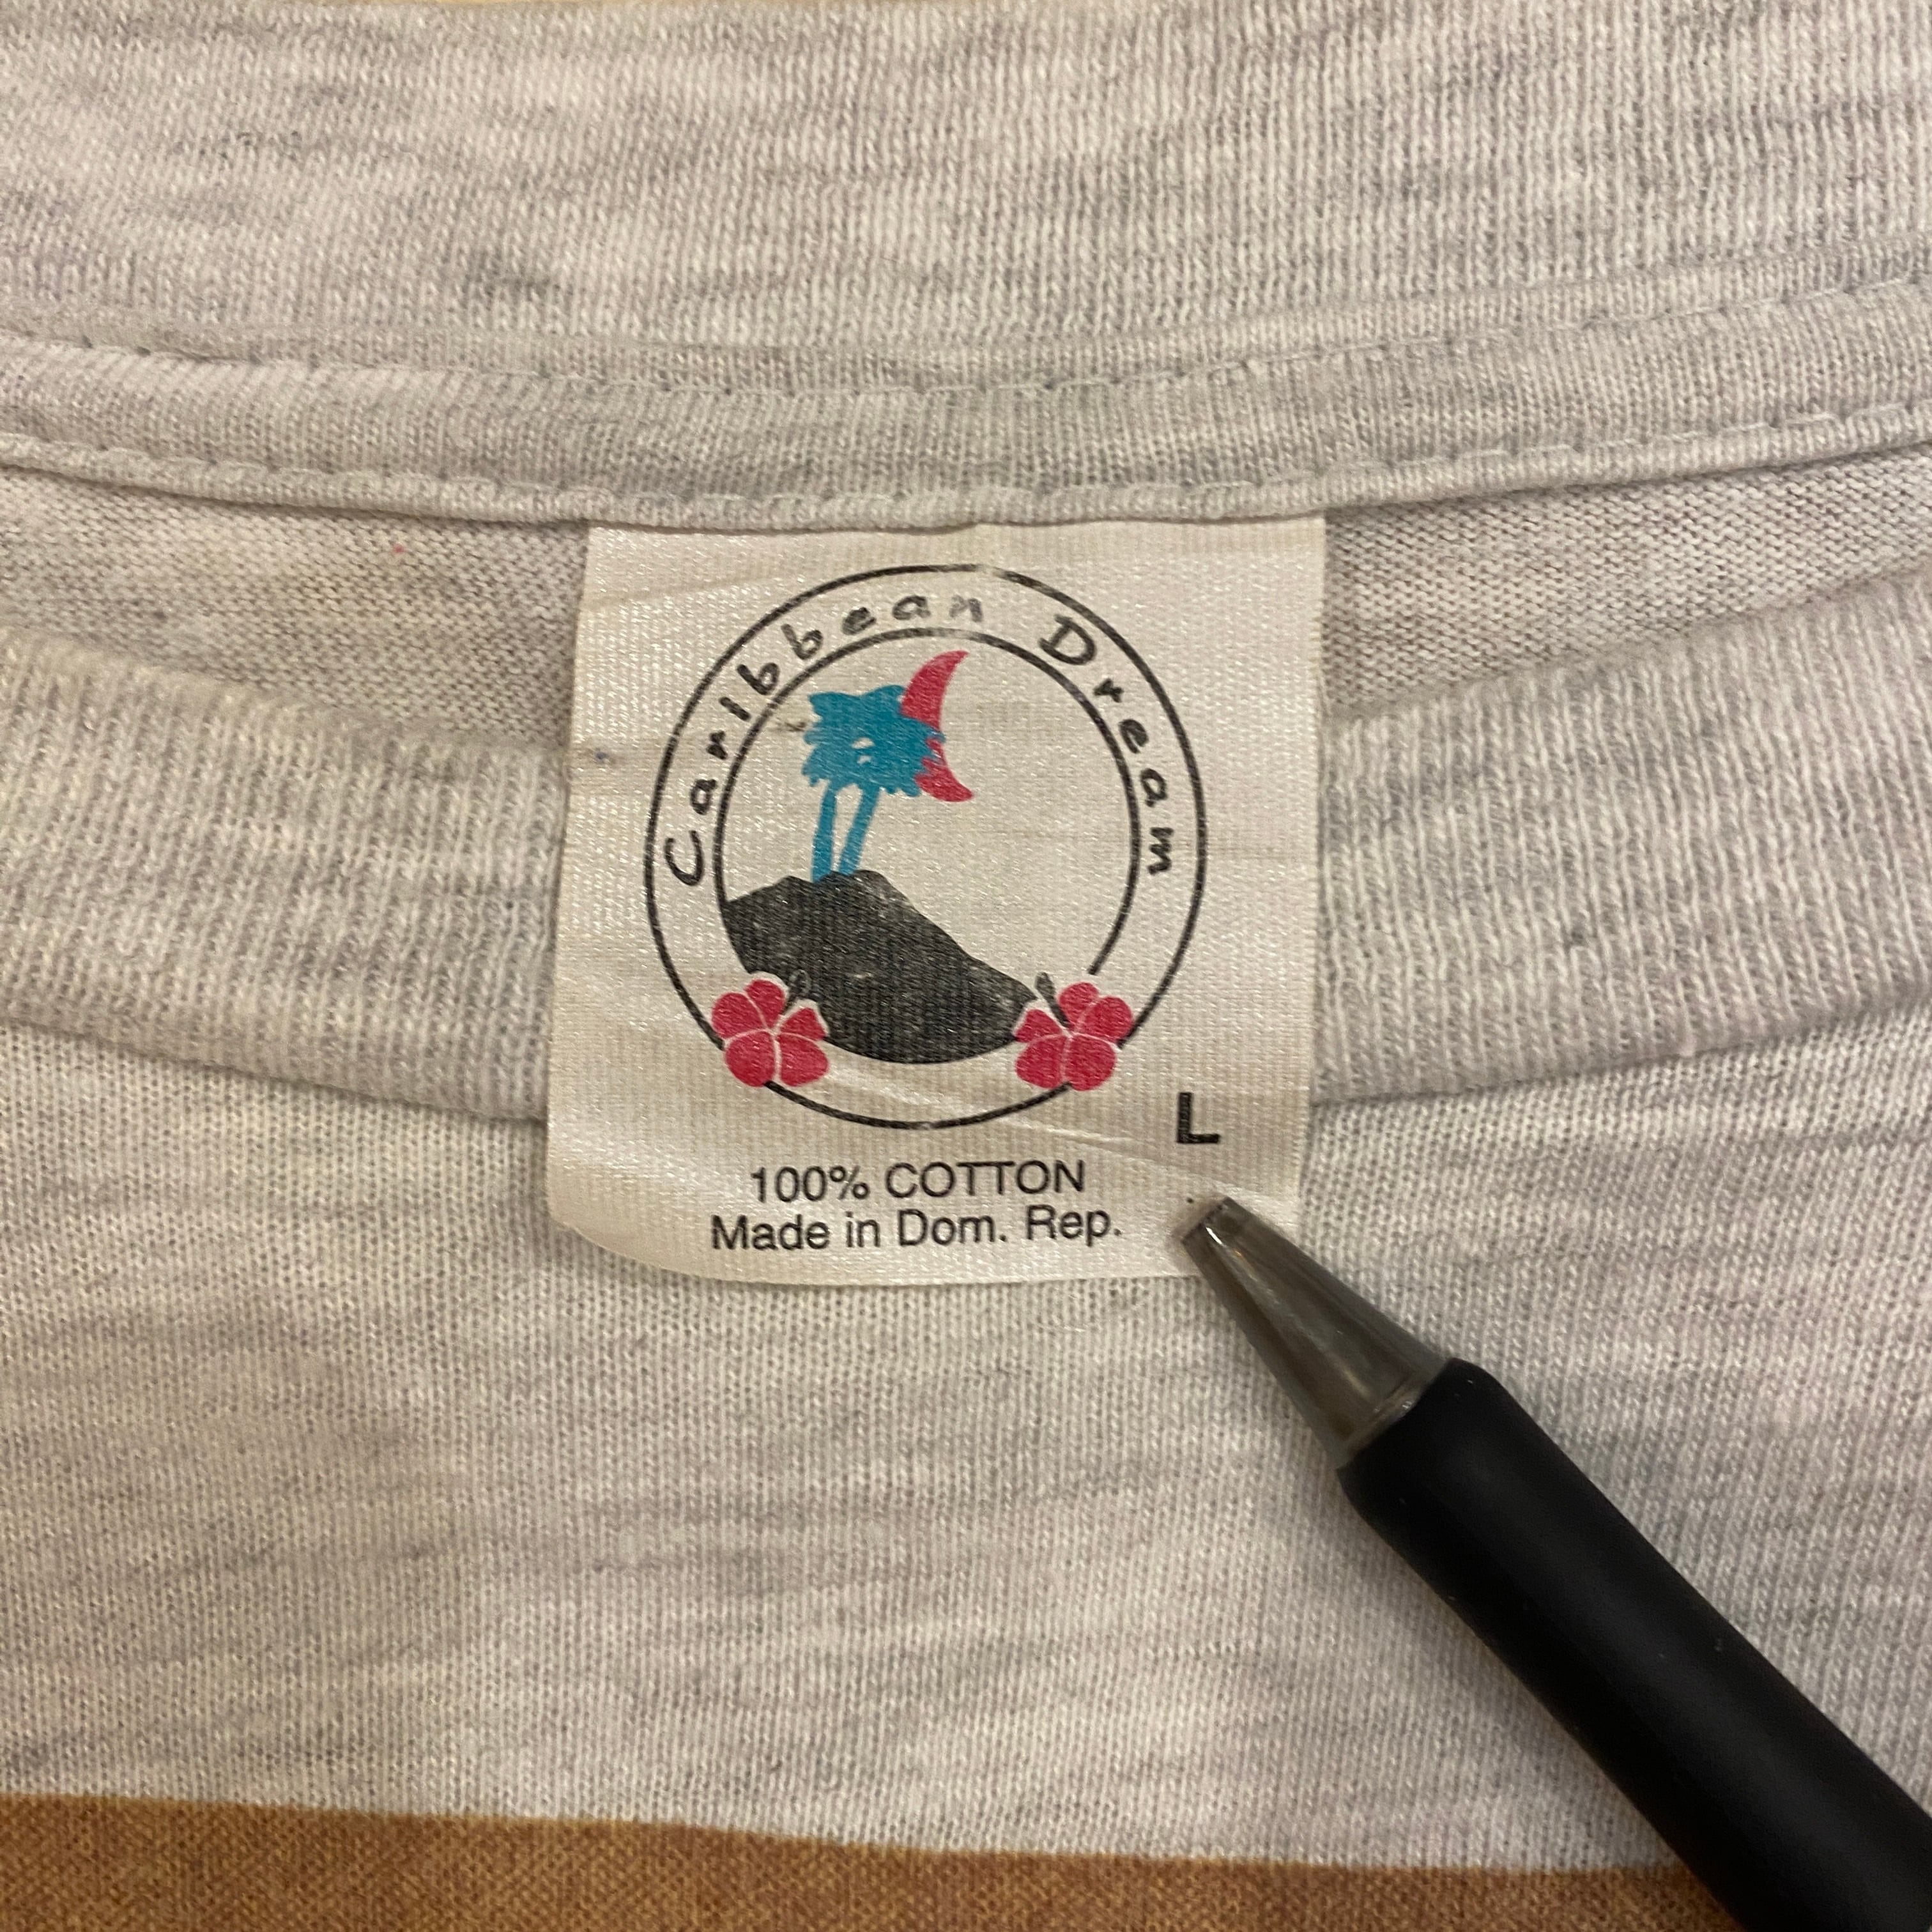 Caribbean Dream
L
100% COTTON
Made in Dom. Rep.